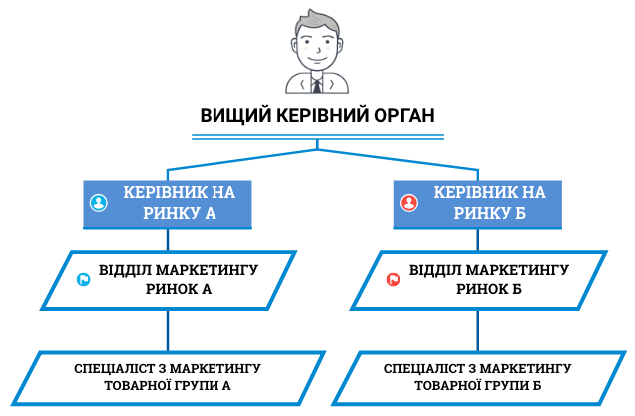 ВИЩИЙ КЕРІВНИЙ ОРГАН
КЕРІВНИК НА
РИНКУ А
КЕРІВНИК НА
РИНКУ Б
ВІДДІЛ МАРКЕТИНГУ
РИНОК А
ВІДДІЛ МАРКЕТИНГУ
РИНОК Б
СПЕЦІАЛІСТ З МАРКЕТИНГУ
ТОВАРНОЇ ГРУПИ А
СПЕЦІАЛІСТ З МАРКЕТИНГУ
ТОВАРНОЇ ГРУПИ Б